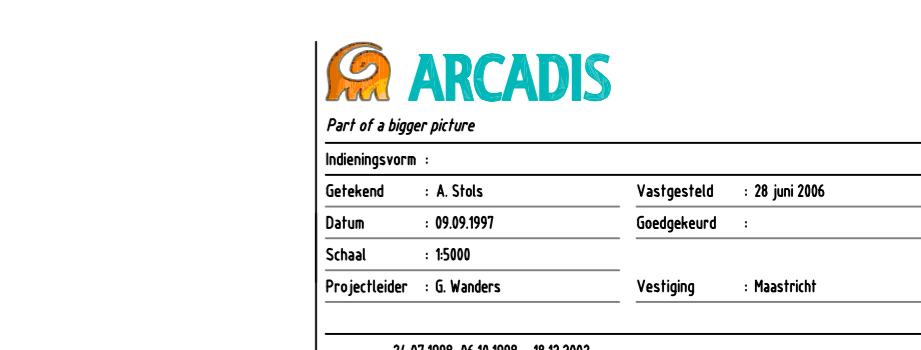 ARCADIS
Part of a bigger picture
Indieningsvorm :
Getekend : A. Stols Vastgesteld : 28 juni 2006
Datum : 09.09.1997 Goedgekeurd :
Schaal : 1:5000
Projectleider : G. Wanders Vestiging : Maastricht